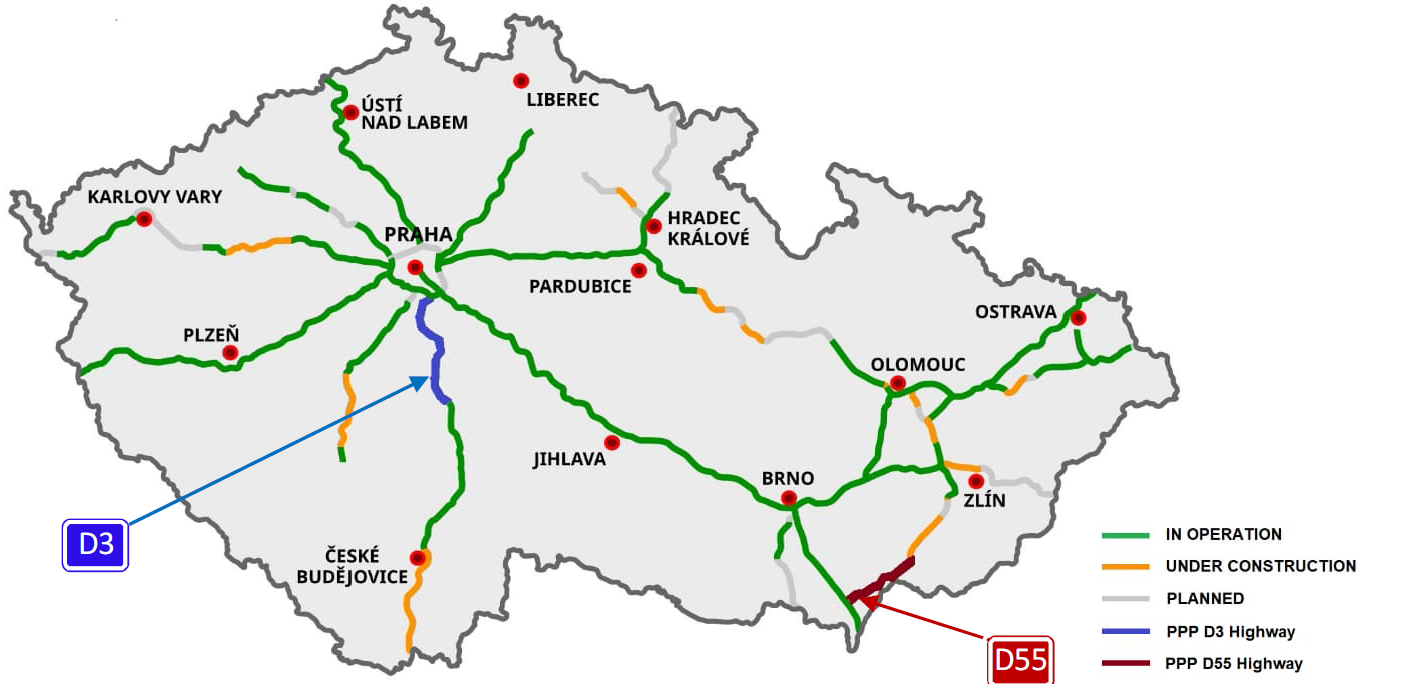 LIBEREC
ÚSTÍ
NAD LABEM
KARLOVY VARY
HRADEC
KRÁLOVÉ
PRAHA
PARDUBICE
OSTRAVA
PLZEŇ
OLOMOUC
JIHLAVA
BRNO
ZLÍN
D3
ČESKÉ
BUDĚJOVICE
D55
IN OPERATION
UNDER CONSTRUCTION
PLANNED
PPP D3 Highway
PPP D55 Highway